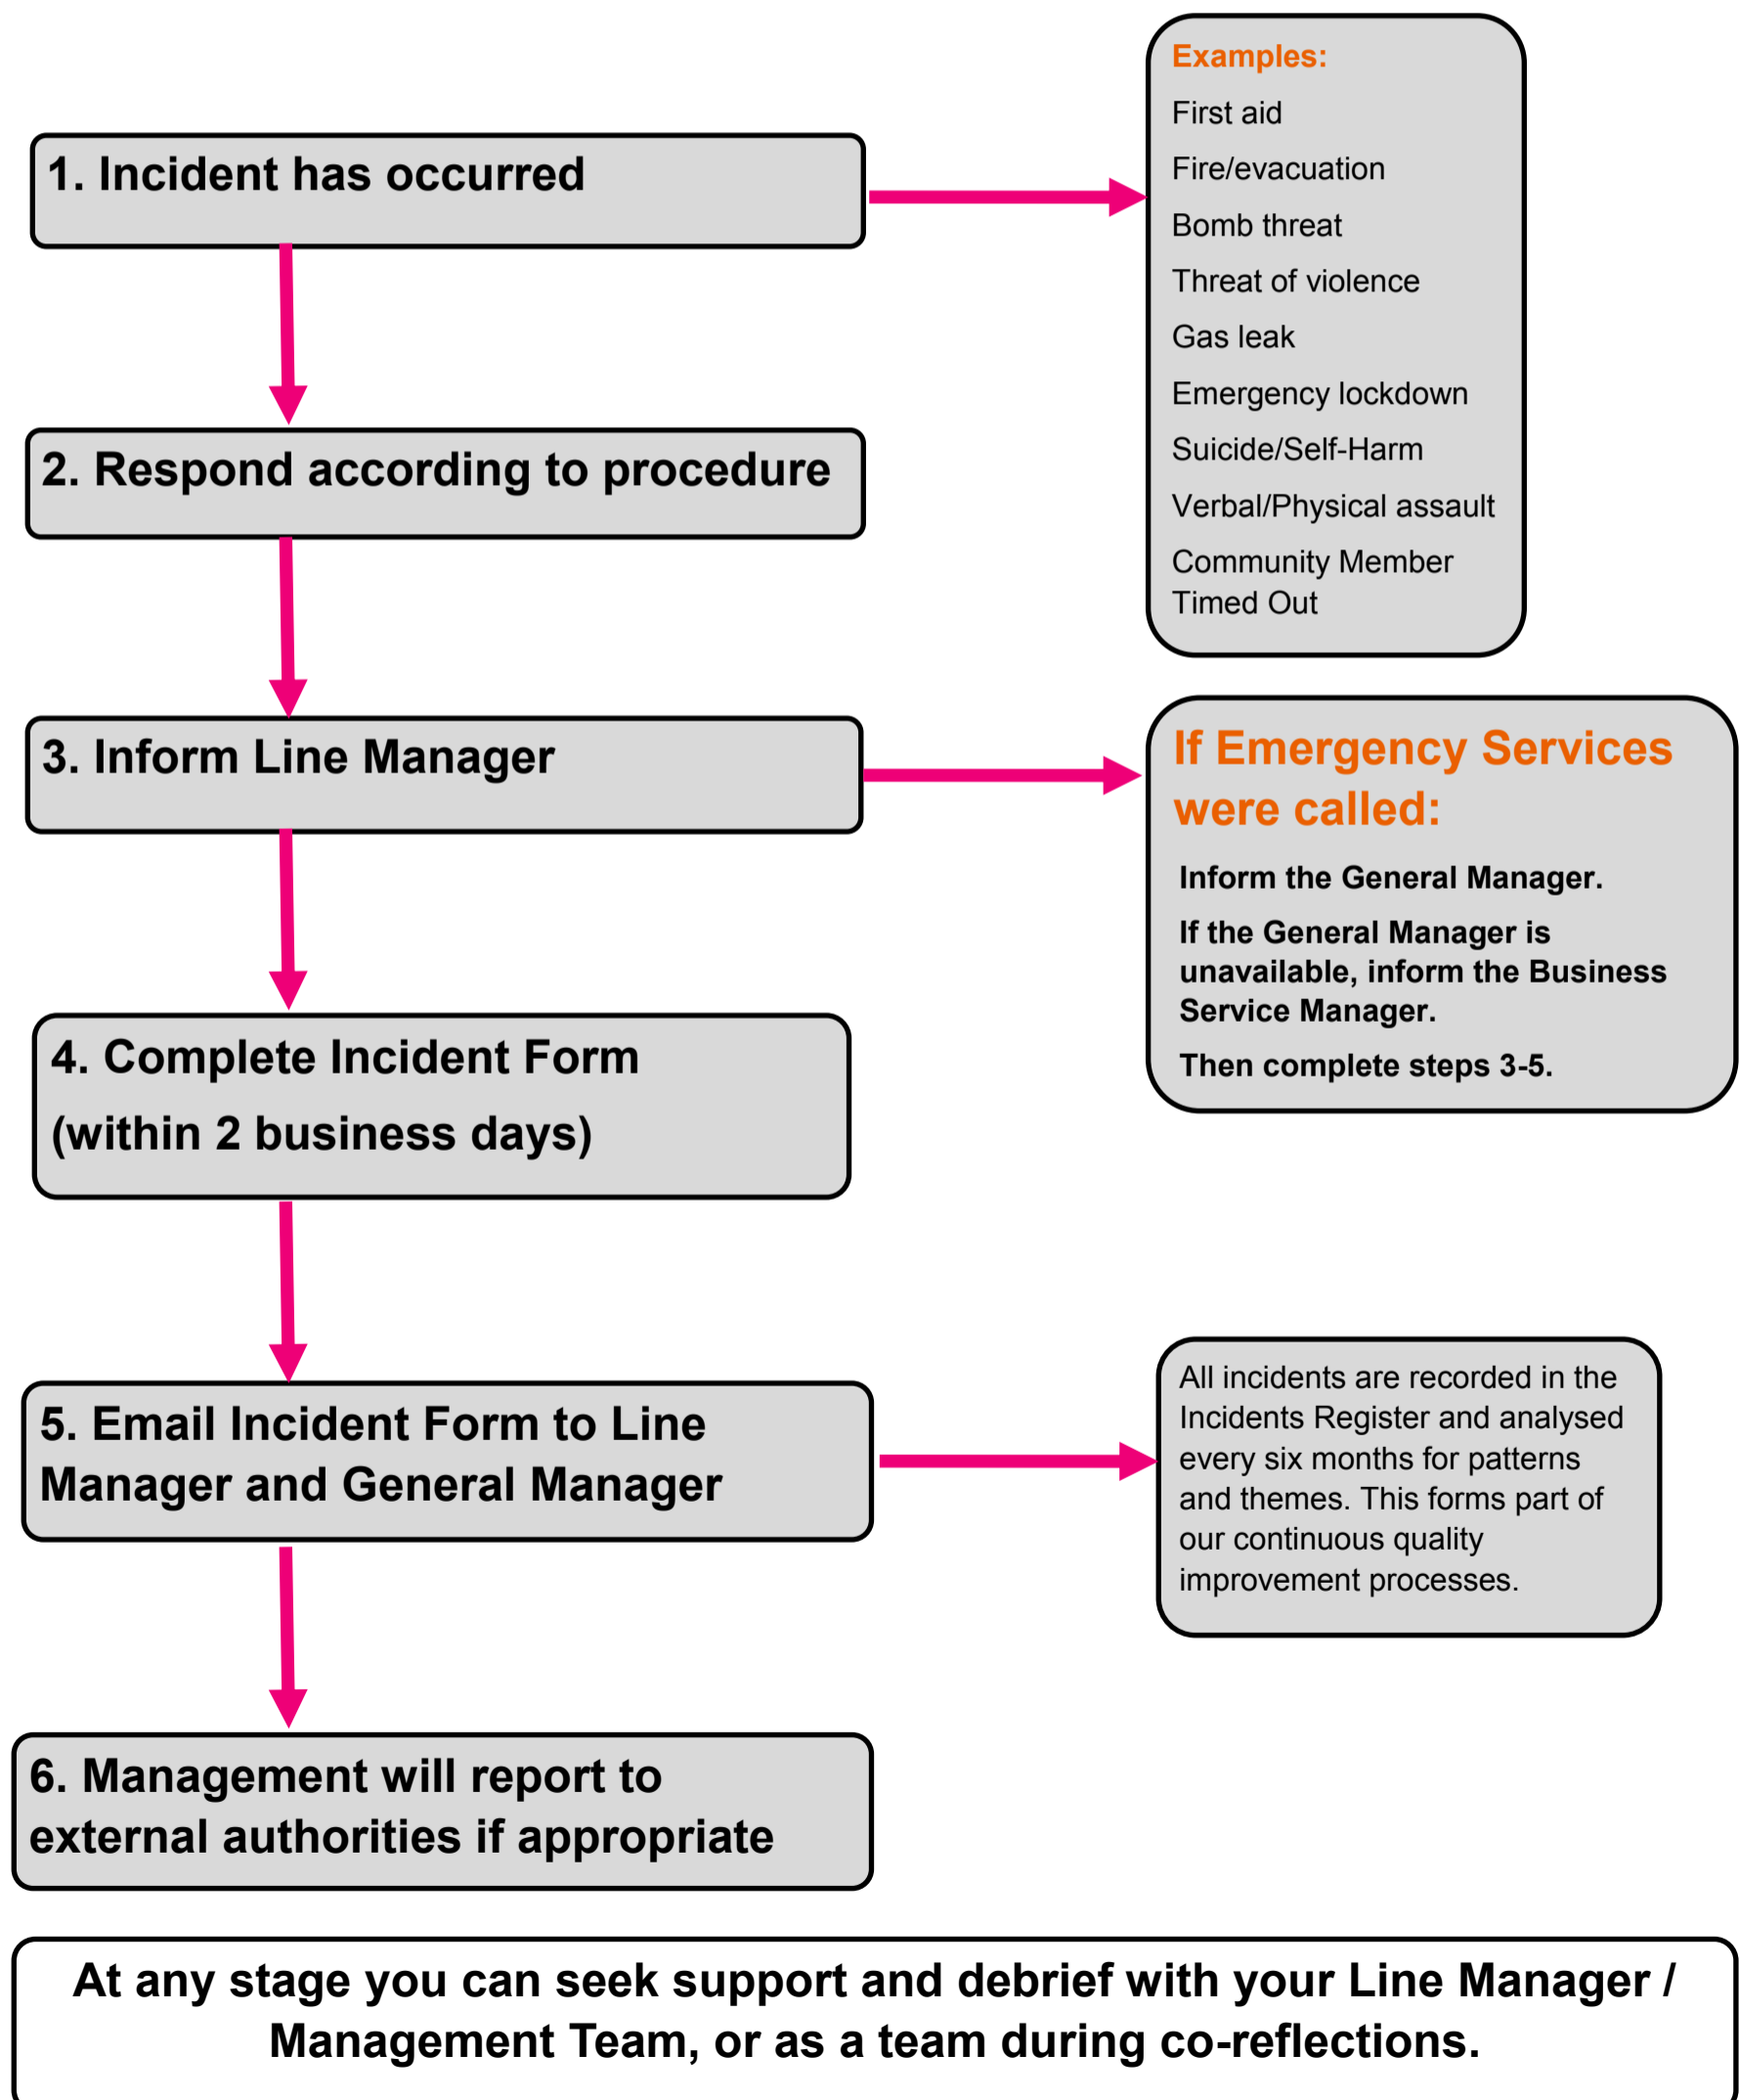 1. Incident has occurred
Examples:
First aid
Fire/evacuation
Bomb threat
Threat of violence
Gas leak
Emergency lockdown
Suicide/Self-Harm
Verbal/Physical assault
Community Member
Timed Out
2. Respond according to procedure
3. Inform Line Manager
If Emergency Services
were called:
Inform the General Manager.
If the General Manager is
unavailable, inform the Business
Service Manager.
Then complete steps 3-5.
4. Complete Incident Form
(within 2 business days)
5. Email Incident Form to Line
Manager and General Manager
All incidents are recorded in the
Incidents Register and analysed
every six months for patterns
and themes. This forms part of
our continuous quality
improvement processes.
6. Management will report to
external authorities if appropriate
At any stage you can seek support and debrief with your Line Manager /
Management Team, or as a team during co-reflections.